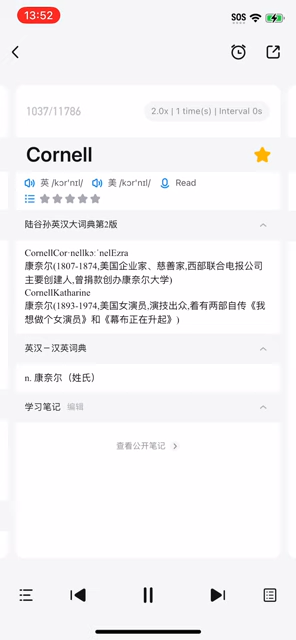 13:52
SOS
1037/11786
2.0x | 1 time(s) | Interval 0s
Cornell
英 /kɔr'nɪl/ 美 /kɔr'nɪl/ Read
陆谷孙英汉大词典第2版
CornellCor·nellkɔ:ˈnelEzra
康奈尔(1807-1874,美国企业家、慈善家,西部联合电报公司
主要创建人,曾捐款创办康奈尔大学)
CornellKatharine
康奈尔(1893-1974,美国女演员,演技出众,着有两部自传《我
想做个女演员》和《幕布正在升起》)
英汉－汉英词典
n. 康奈尔（姓氏）
学习笔记 编辑
查看公开笔记